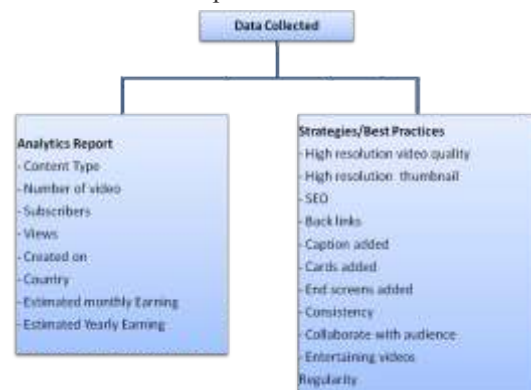 Data Collected
Analytics Report
- Content Type
- Number of video
- Subscribers
- Views
- Created on
- Country
- Estimated monthly Earning
- Estimated Yearly Earning
Strategies/Best Practices
- High resolution video quality
- High resolution thumbnail
- SEO
- Back links
- Caption added
- Cards added
- End screens added
- Consistency
- Collaborate with audience
- Entertaining videos
Regularity